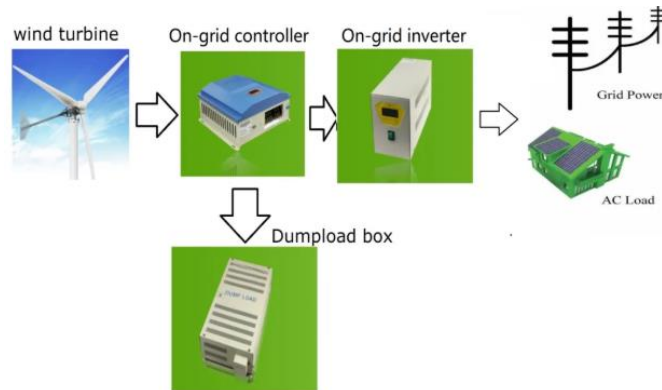 wind turbine
On-grid controller
On-grid inverter
Grid Power
AC Load
Dumpload box
DUMP LOAD